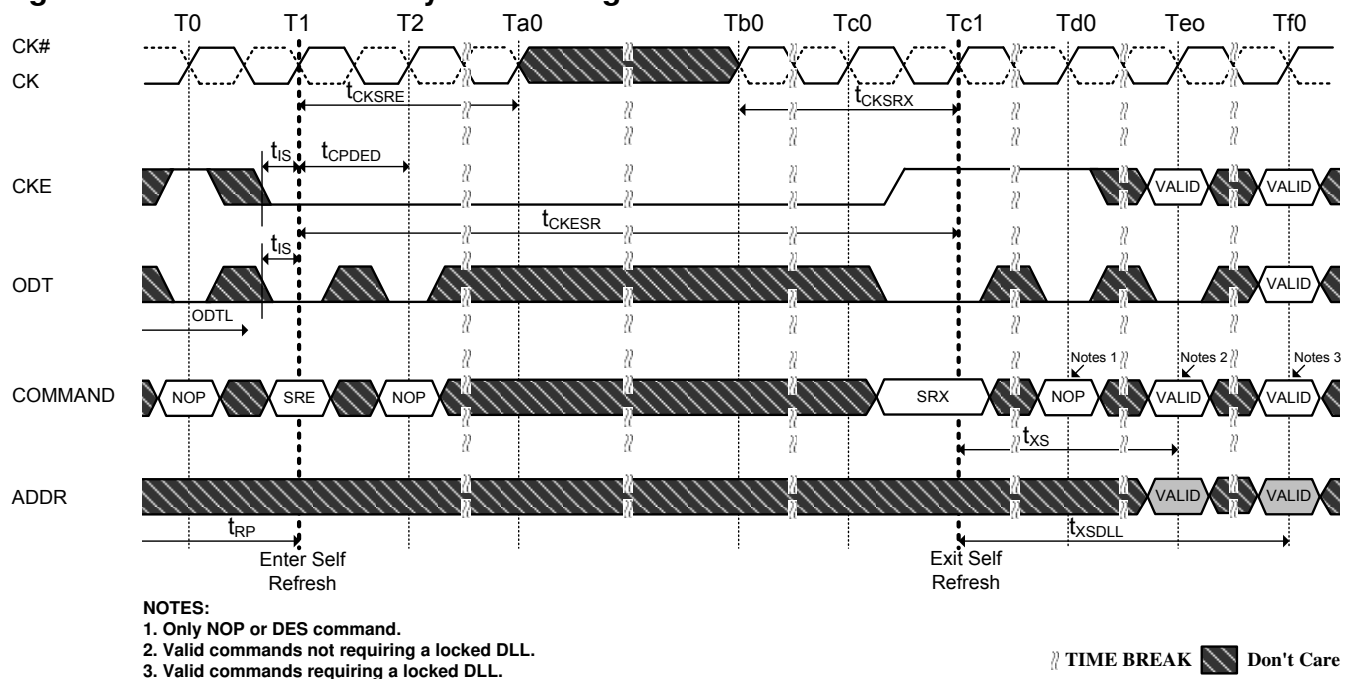 T0 T1 T2 Ta0 Tb0 Tc0 Tc1 Td0 Teo Tf0
CK#
CK
tCKSRE tCKSRX
tIS tCPDED
CKE VALID VALID
tCKESR
tIS
ODT VALID
ODTL
Notes 1 Notes 2 Notes 3
COMMAND NOP SRE NOP SRX NOP VALID VALID
tXS
ADDR VALID VALID
tRP tXSDLL
Enter Self Exit Self
Refresh Refresh
NOTES:
1. Only NOP or DES command.
2. Valid commands not requiring a locked DLL.
3. Valid commands requiring a locked DLL.
TIME BREAK Don't Care